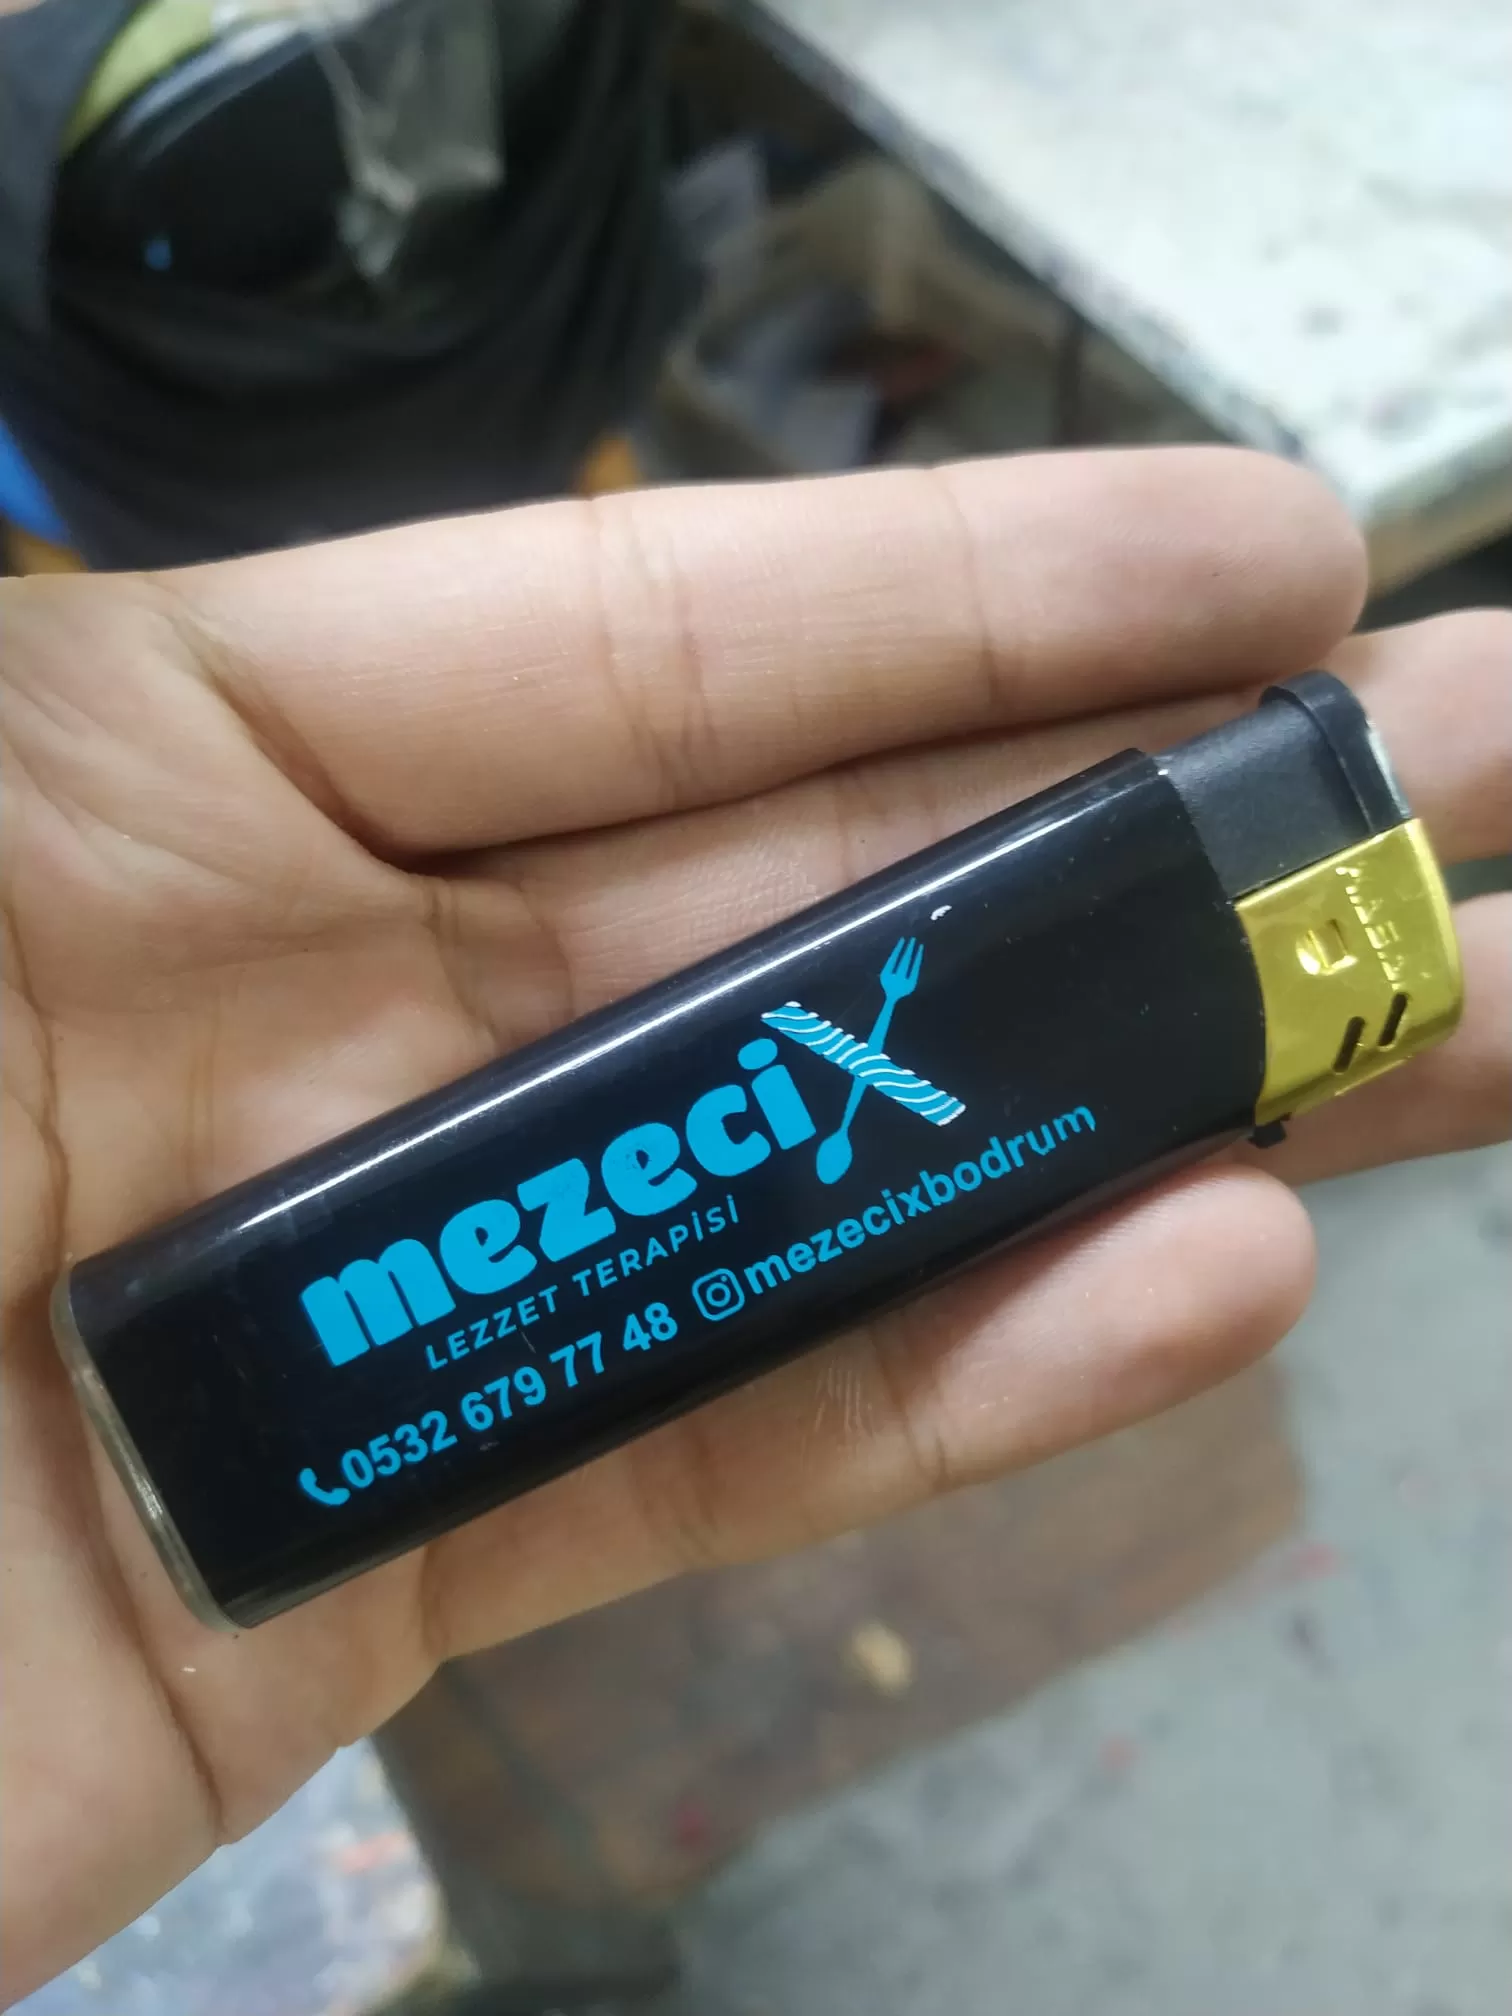 mezeciX
LEZZET TERAPİSİ
0532 679 77 48 mezecixbodrum